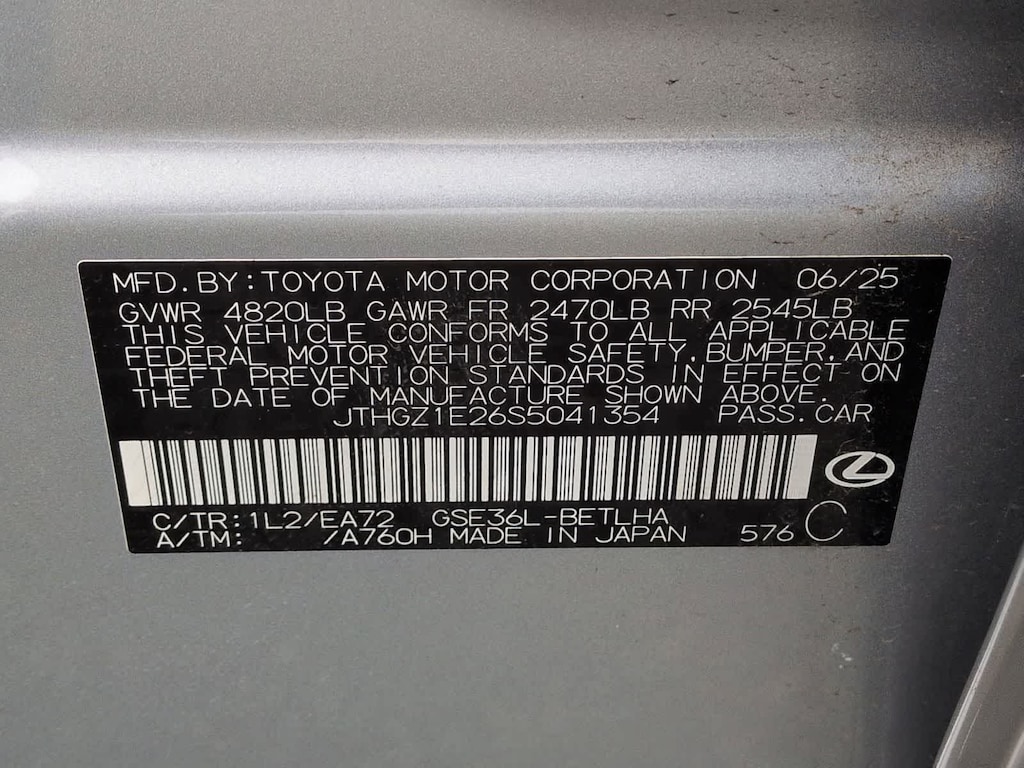 MFD.BY:TOYOTA MOTOR CORPORATION 06/25
GVWR 4820LB GAWR FR 2470LB RR 2545LB
THIS VEHICLE CONFORMS TO ALL APPLICABLE
FEDERAL MOTOR VEHICLE SAFETY,BUMPER,AND
THEFT PREVENTION STANDARDS IN EFFECT ON
THE DATE OF MANUFACTURE SHOWN ABOVE.
JTHGZ1E26S5041354 PASS.CAR
C/TR:1L2/EA72 GSE36L-BETLHA
A/TM: /A760H MADE IN JAPAN 576 C